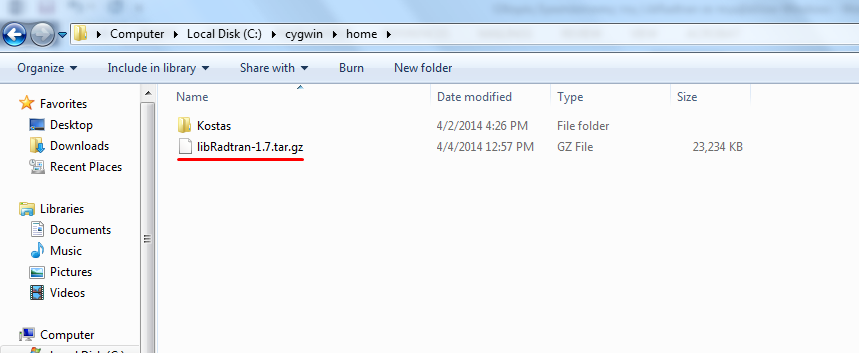 Computer Local Disk (C:) cygwin home
Organize Include in library Share with Burn New folder
Favorites
Desktop
Downloads
Recent Places
Libraries
Documents
Music
Pictures
Videos
Computer
Local Disk (C:)
Name Date modified Type Size
Kostas 4/2/2014 4:26 PM File folder
libRadtran-1.7.tar.gz 4/4/2014 12:57 PM GZ File 23,234 KB